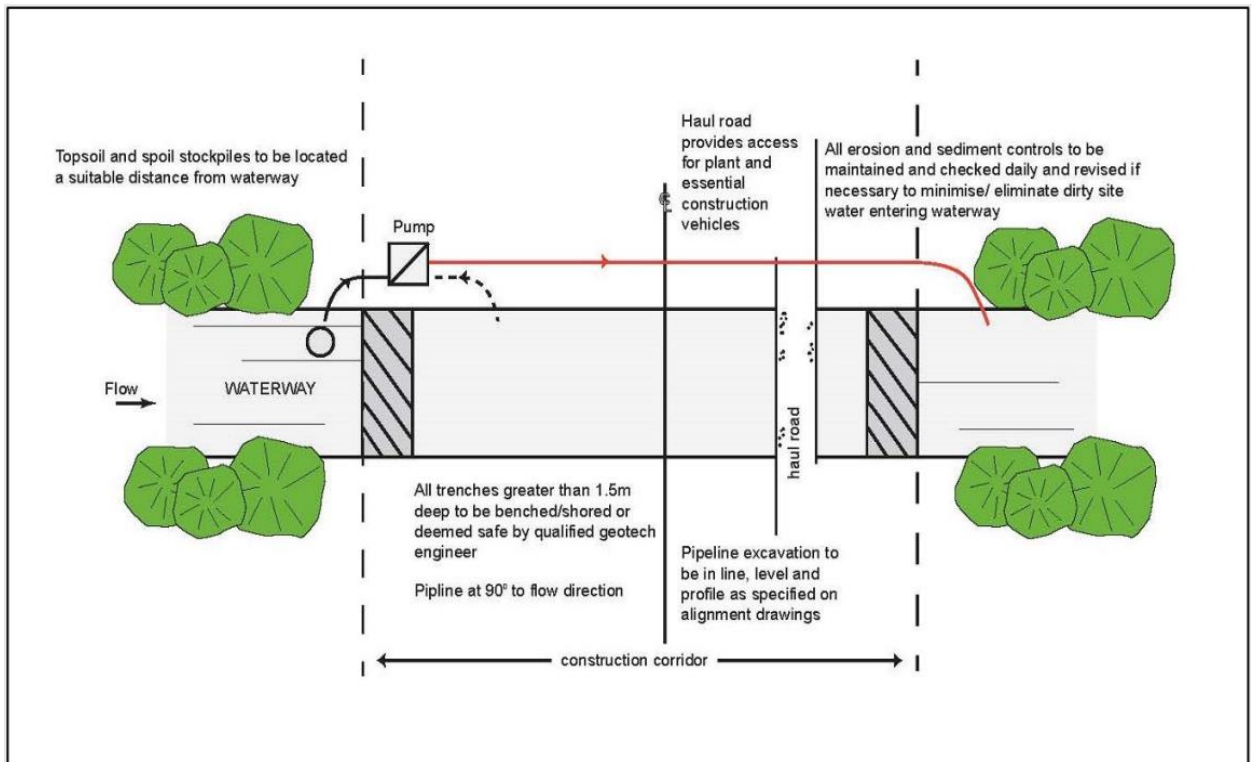 Topsoil and spoil stockpiles to be located
a suitable distance from waterway
Haul road
provides access
for plant and
essential
construction
vehicles
All erosion and sediment controls to be
maintained and checked daily and revised if
necessary to minimise/ eliminate dirty site
water entering waterway
Pump
Flow
WATERWAY
haul road
All trenches greater than 1.5m
deep to be benched/shored or
deemed safe by qualified geotech
engineer
Pipline at 90° to flow direction
Pipeline excavation to
be in line, level and
profile as specified on
alignment drawings
construction corridor